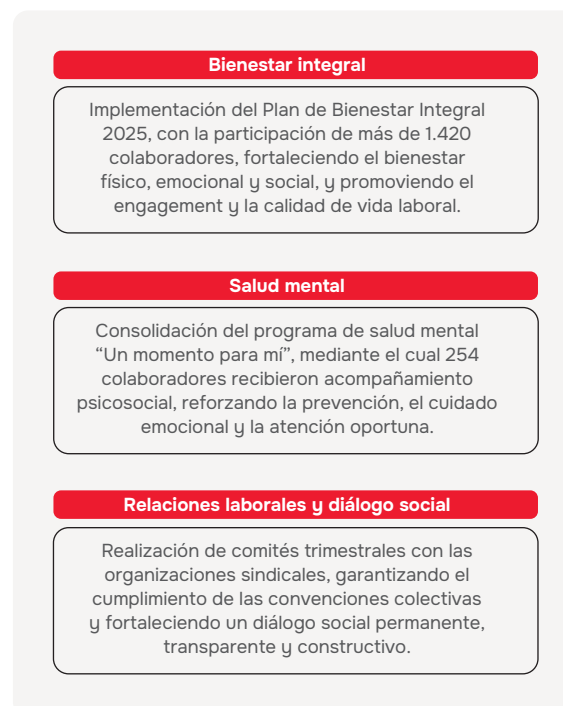 Bienestar integral
Implementación del Plan de Bienestar Integral
2025, con la participación de más de 1.420
colaboradores, fortaleciendo el bienestar
físico, emocional y social, y promoviendo el
engagement y la calidad de vida laboral.
Salud mental
Consolidación del programa de salud mental
“Un momento para mí”, mediante el cual 254
colaboradores recibieron acompañamiento
psicosocial, reforzando la prevención, el cuidado
emocional y la atención oportuna.
Relaciones laborales y diálogo social
Realización de comités trimestrales con las
organizaciones sindicales, garantizando el
cumplimiento de las convenciones colectivas
y fortaleciendo un diálogo social permanente,
transparente y constructivo.